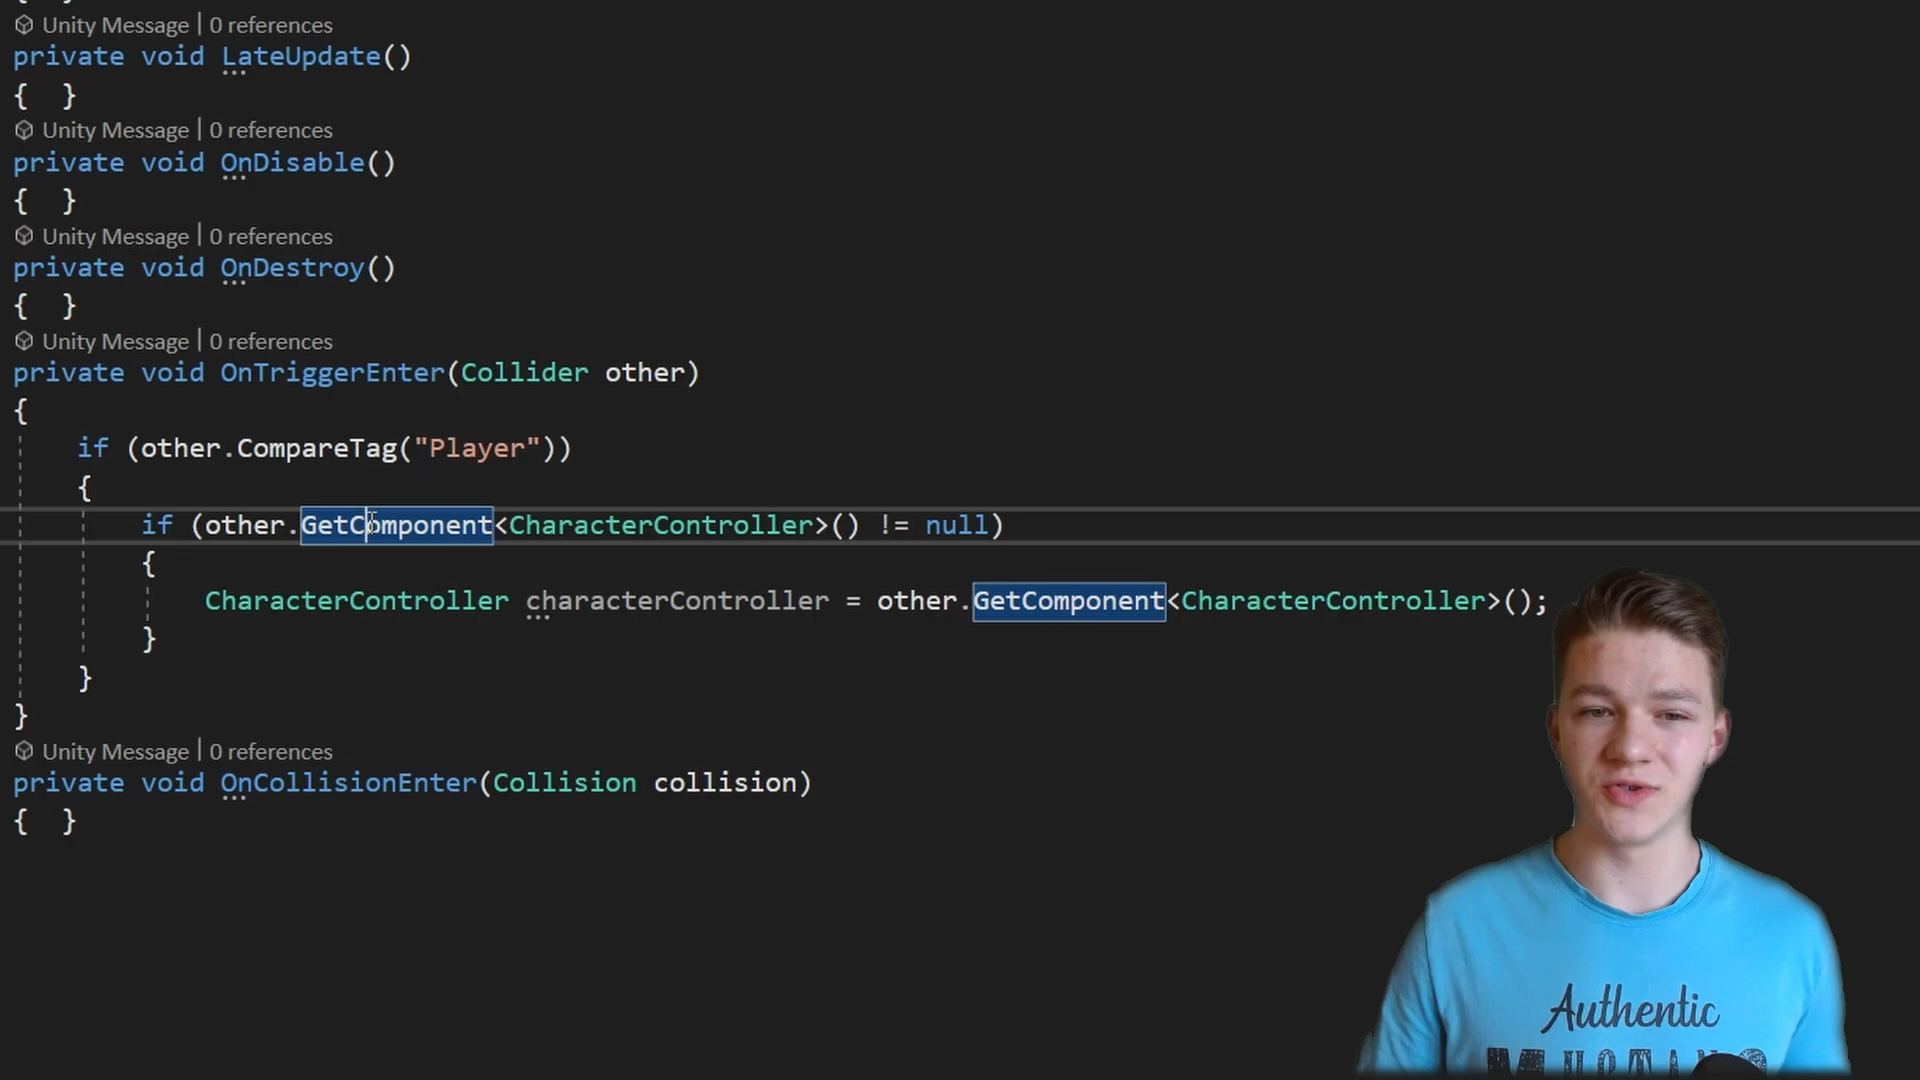 Unity Message | 0 references
private void LateUpdate()
{ }
Unity Message | 0 references
private void OnDisable()
{ }
Unity Message | 0 references
private void OnDestroy()
{ }
Unity Message | 0 references
private void OnTriggerEnter(Collider other)
{
if (other.CompareTag("Player"))
{
if (other.GetComponent<CharacterController>() != null)
{
CharacterController characterController = other.GetComponent<CharacterController>();
}
}
}
Unity Message | 0 references
private void OnCollisionEnter(Collision collision)
{ }
Authentic